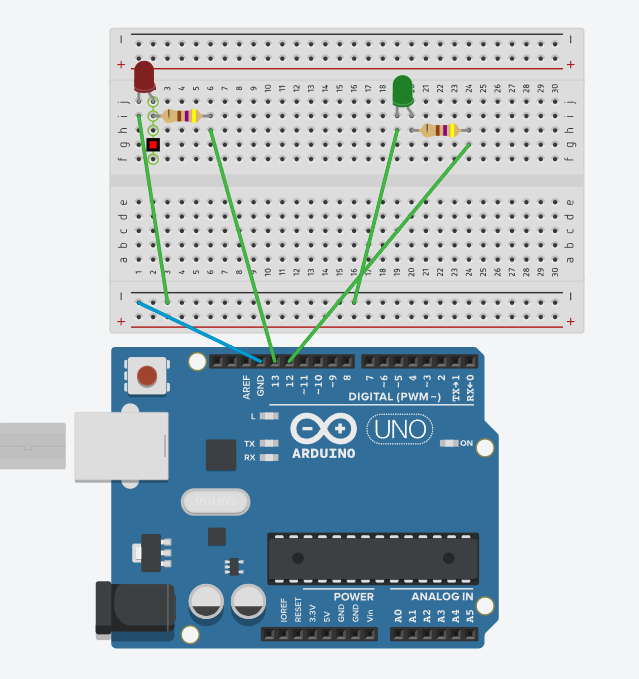 − −
+ +
1 2 3 4 5 6 7 8 9 10 11 12 13 14 15 16 17 18 19 20 21 22 23 24 25 26 27 28 29 30
j j
i i
h h
g g
f f
e e
d d
c c
b b
a a
1 2 3 4 5 6 7 8 9 10 11 12 13 14 15 16 17 18 19 20 21 22 23 24 25 26 27 28 29 30
− −
+ +
AREF GND 13 12 ~11 ~10 ~9 8 7 ~6 ~5 4 ~3 2 TX→1 RX←0
DIGITAL (PWM~)
L
TX
RX
UNO
ON
ARDUINO
POWER ANALOG IN
IOREF RESET 3.3V 5V GND GND Vin A0 A1 A2 A3 A4 A5